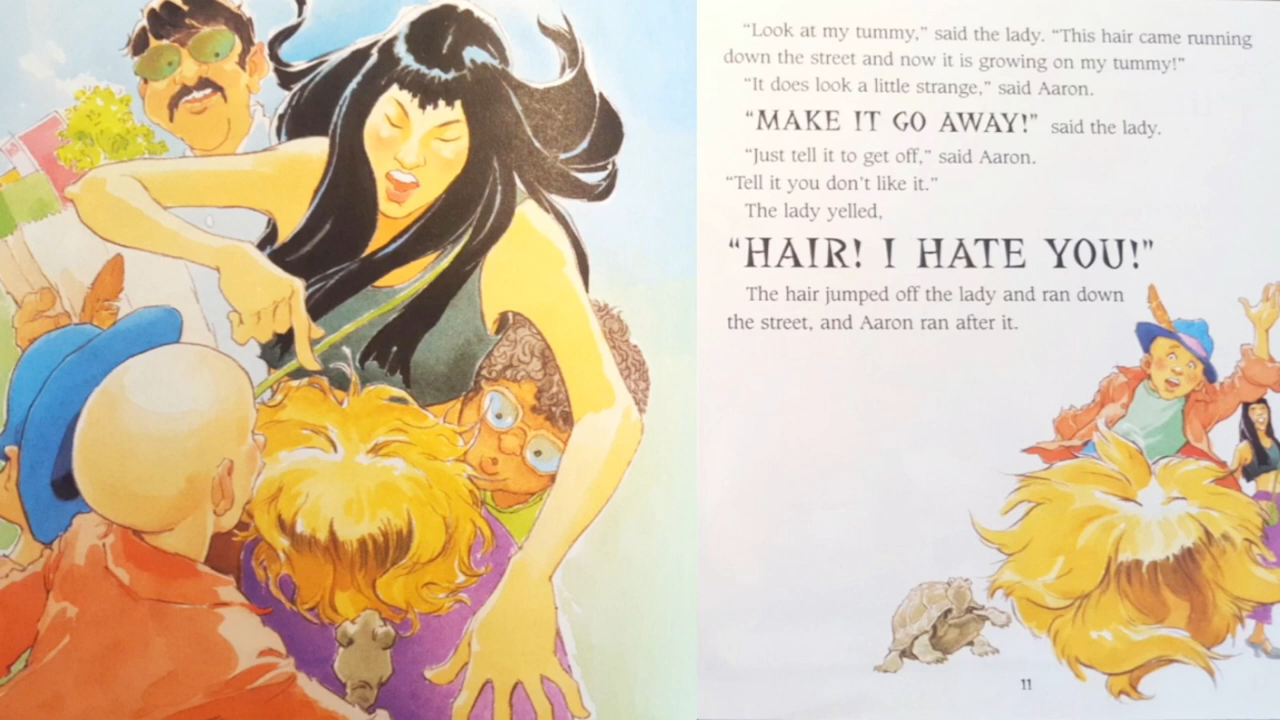 “Look at my tummy,” said the lady. “This hair came running
down the street and now it is growing on my tummy!”
“It does look a little strange,” said Aaron.
“MAKE IT GO AWAY!” said the lady.
“Just tell it to get off,” said Aaron.
“Tell it you don’t like it.”
The lady yelled,
“HAIR! I HATE YOU!”
The hair jumped off the lady and ran down
the street, and Aaron ran after it.
11